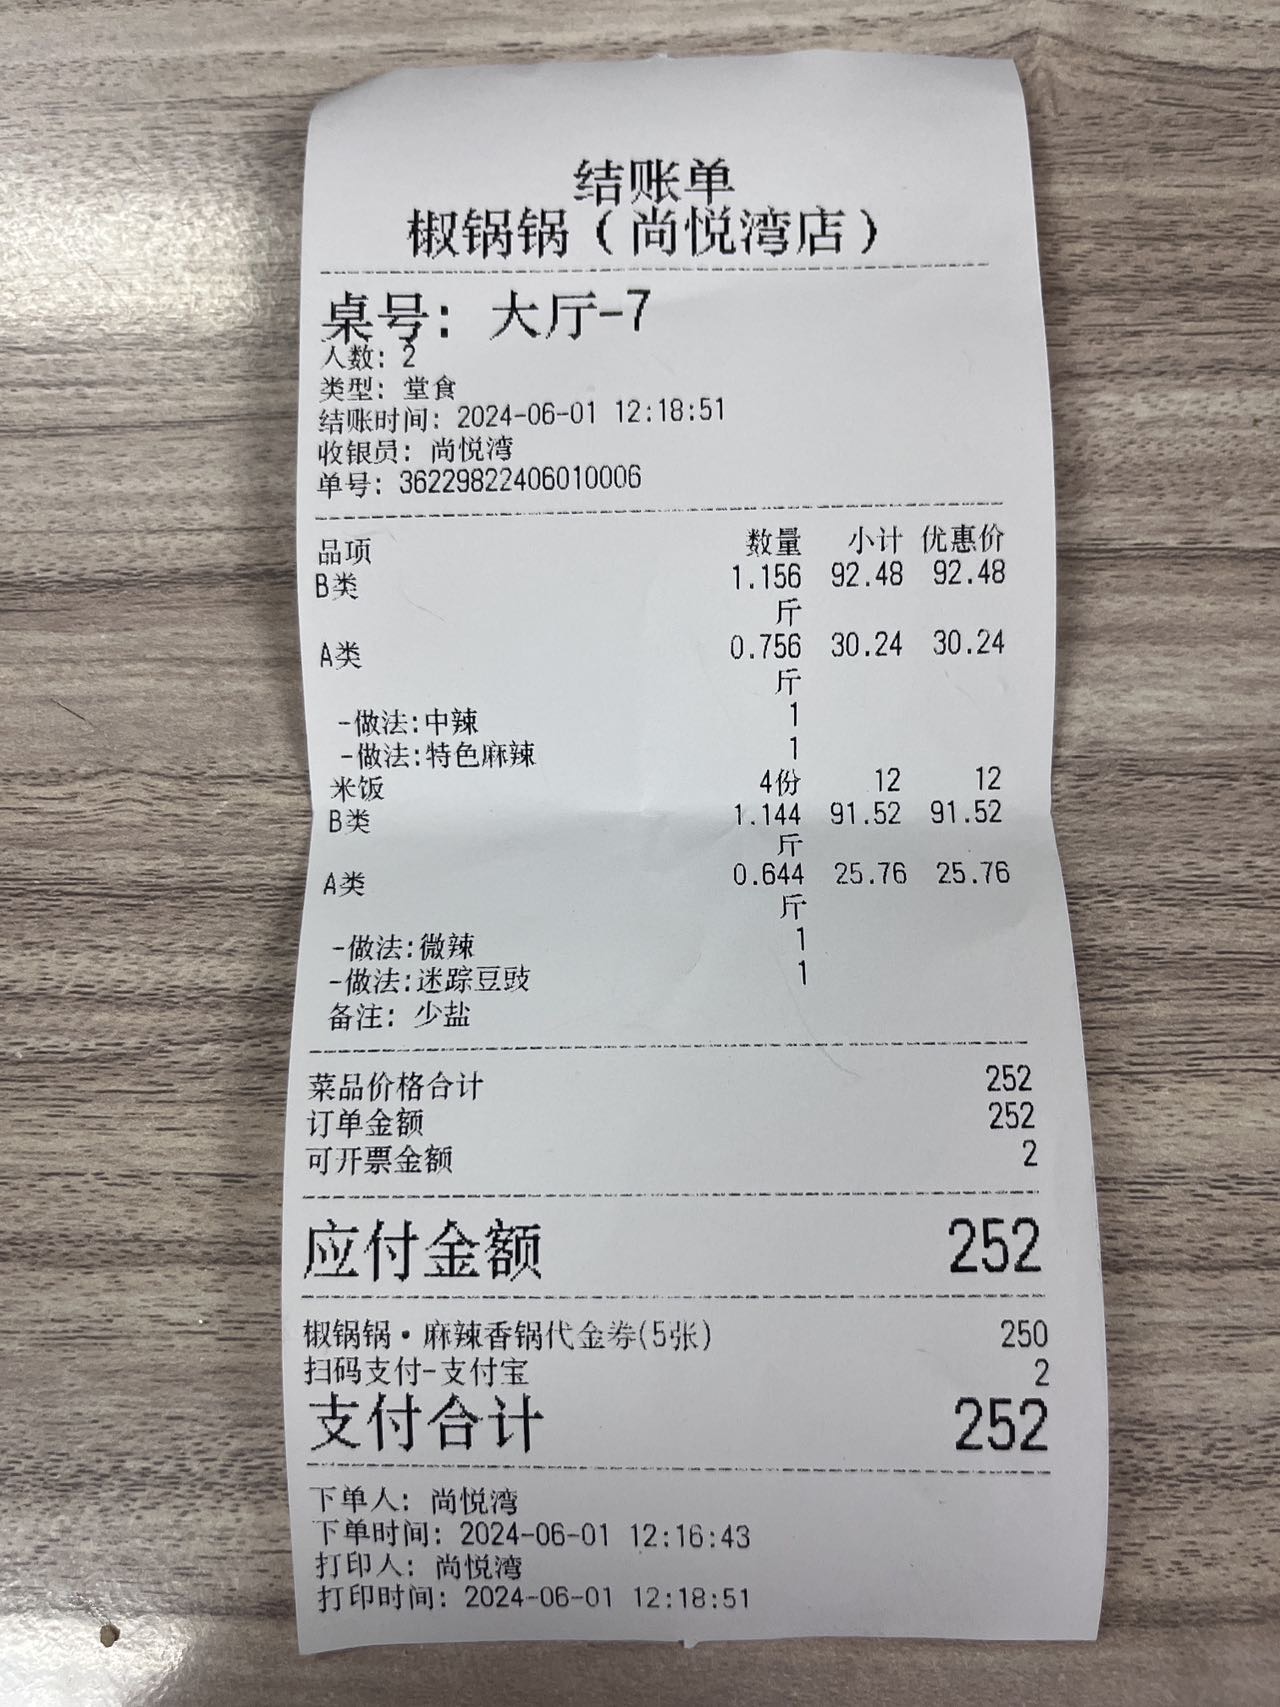 结账单
椒锅锅（尚悦湾店）
桌号： 大厅-7
人数： 2
类型： 堂食
结账时间： 2024-06-01 12:18:51
收银员： 尚悦湾
单号： 36229822406010006
品项 数量 小计 优惠价
B类 1.156 92.48 92.48
斤
A类 0.756 30.24 30.24
斤
-做法:中辣 1
-做法:特色麻辣 1
米饭 4份 12 12
B类 1.144 91.52 91.52
斤
A类 0.644 25.76 25.76
斤
-做法:微辣 1
-做法:迷踪豆豉 1
备注： 少盐
菜品价格合计 252
订单金额 252
可开票金额 2
应付金额 252
椒锅锅·麻辣香锅代金券(5张) 250
扫码支付-支付宝 2
支付合计 252
下单人： 尚悦湾
下单时间： 2024-06-01 12:16:43
打印人： 尚悦湾
打印时间： 2024-06-01 12:18:51